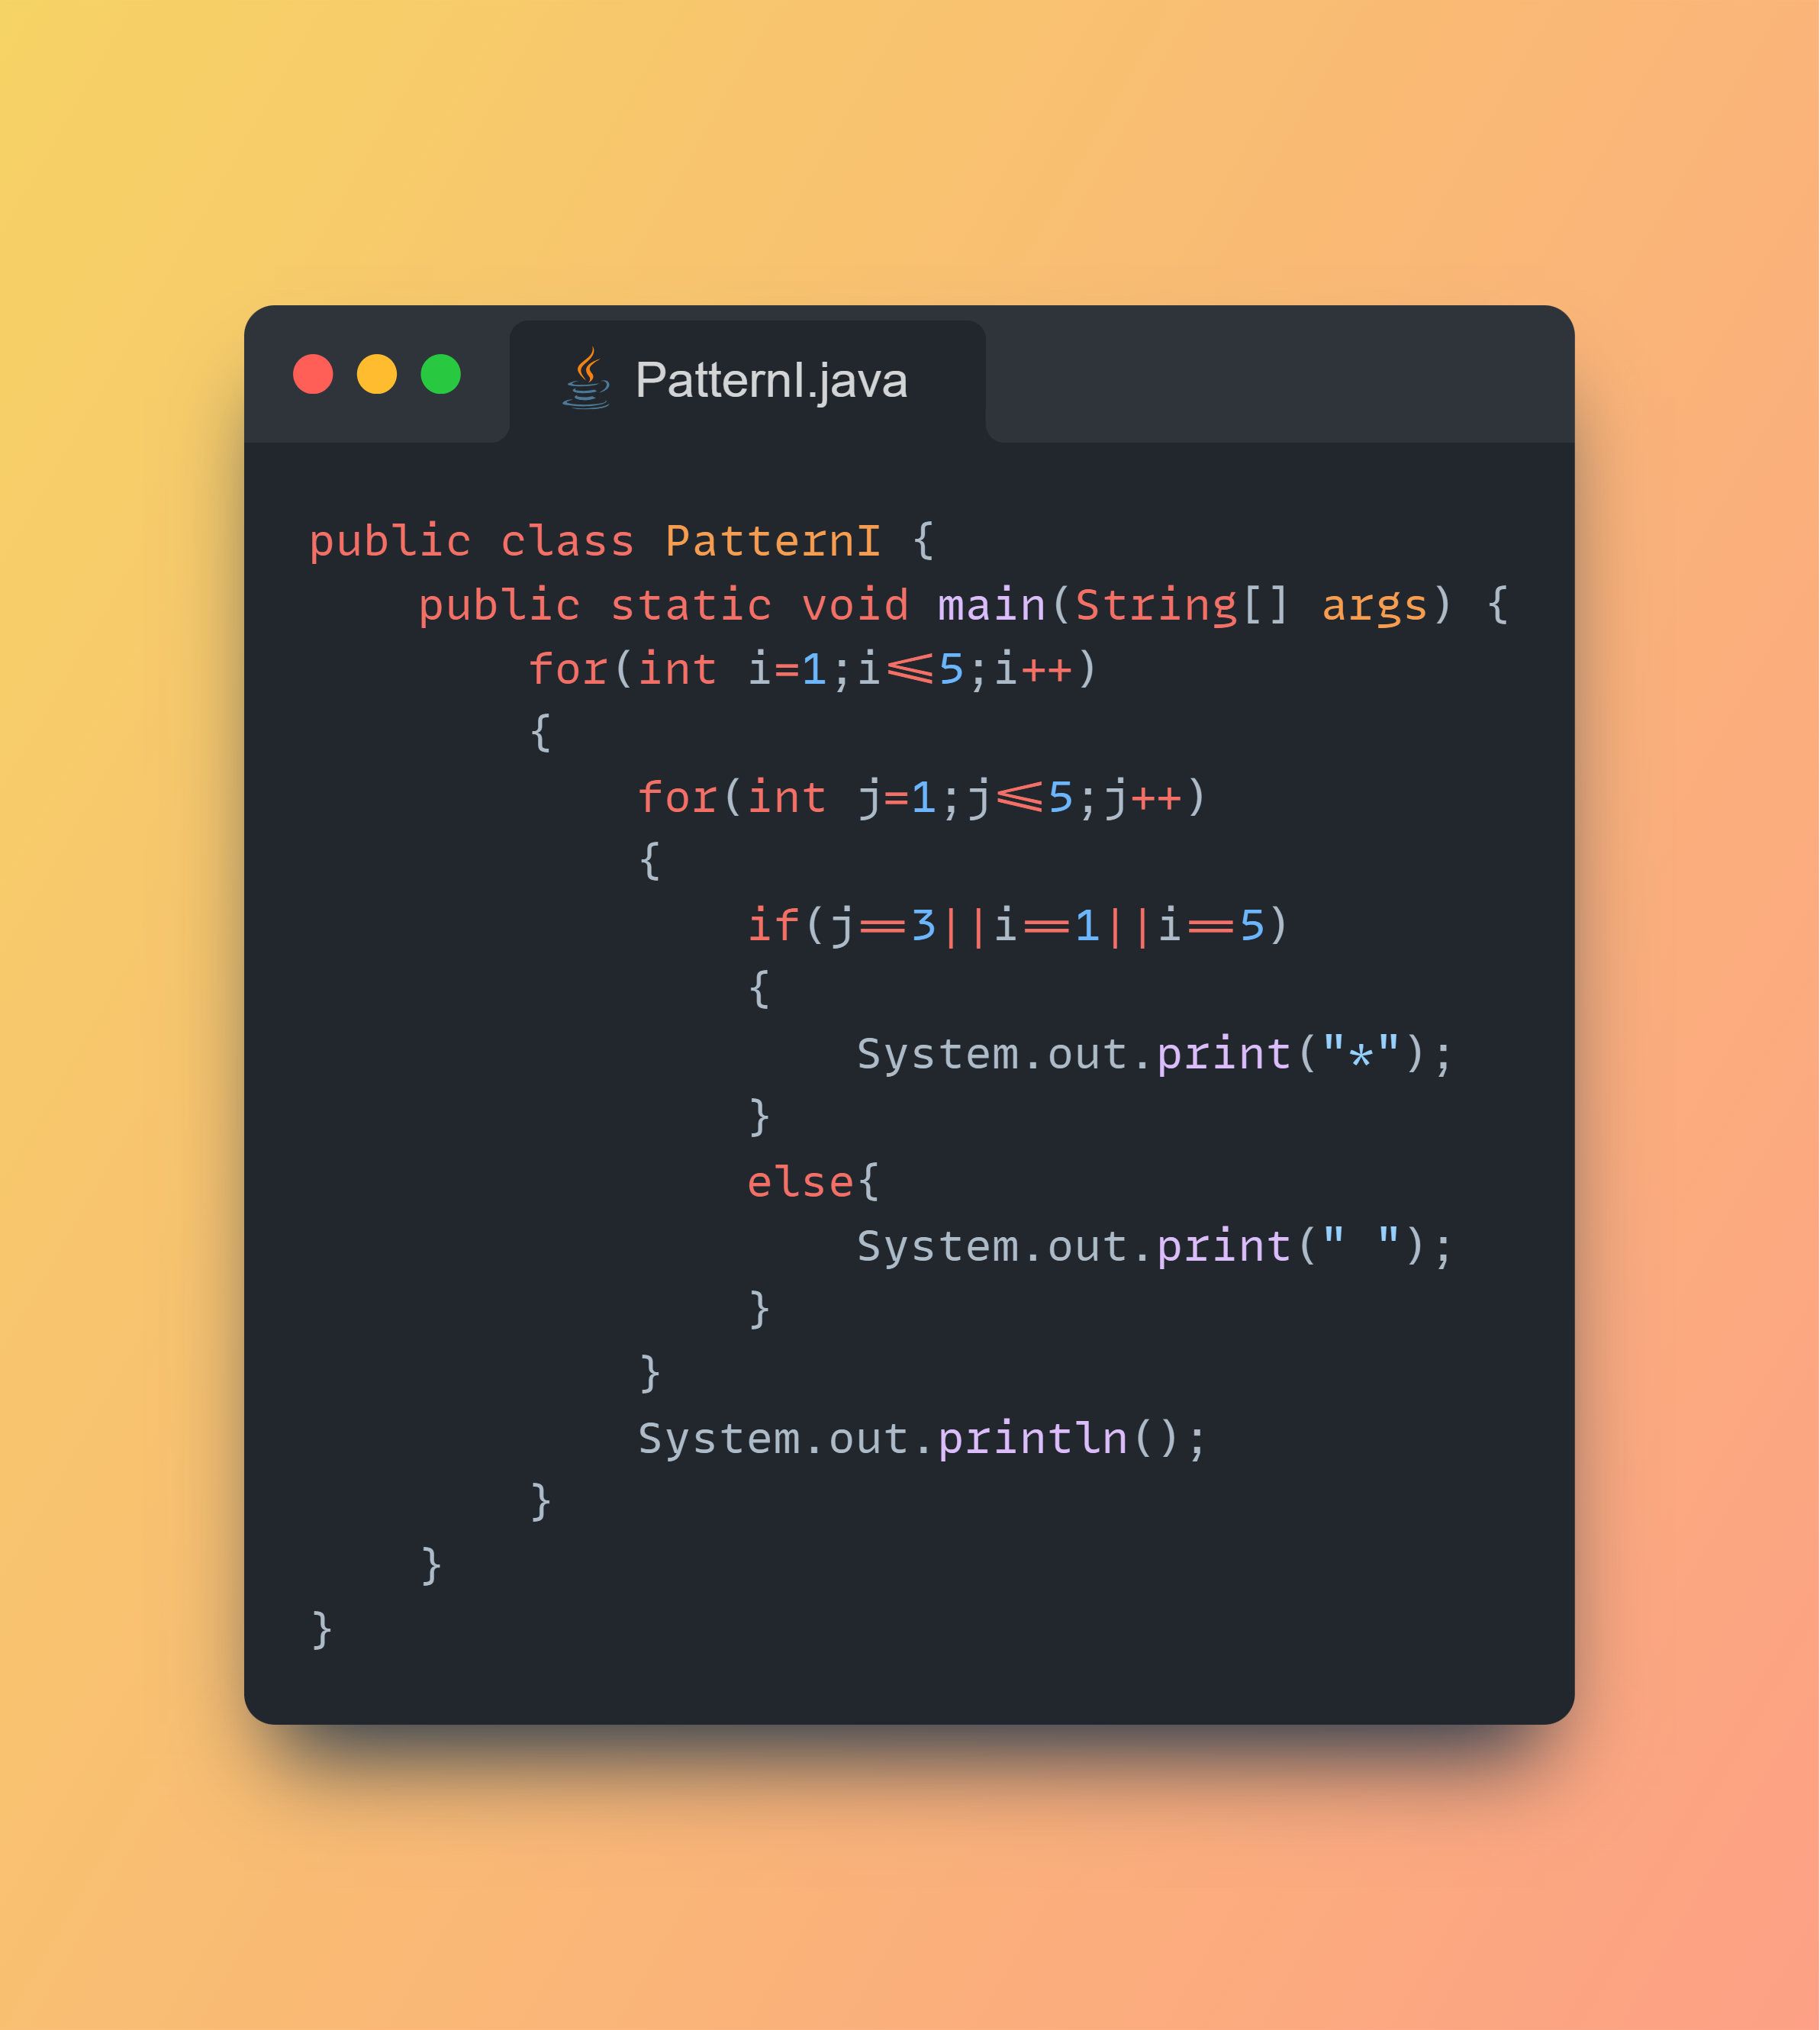 PatternI.java
public class PatternI {
    public static void main(String[] args) {
        for(int i=1;i<=5;i++)
        {
            for(int j=1;j<=5;j++)
            {
                if(j==3||i==1||i==5)
                {
                    System.out.print("*");
                }
                else{
                    System.out.print(" ");
                }
            }
            System.out.println();
        }
    }
}